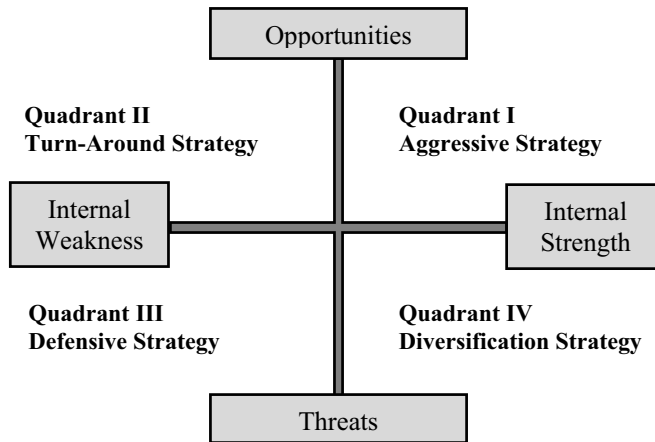 Opportunities
Quadrant II
Turn-Around Strategy
Quadrant I
Aggressive Strategy
Internal
Weakness
Internal
Strength
Quadrant III
Defensive Strategy
Quadrant IV
Diversification Strategy
Threats